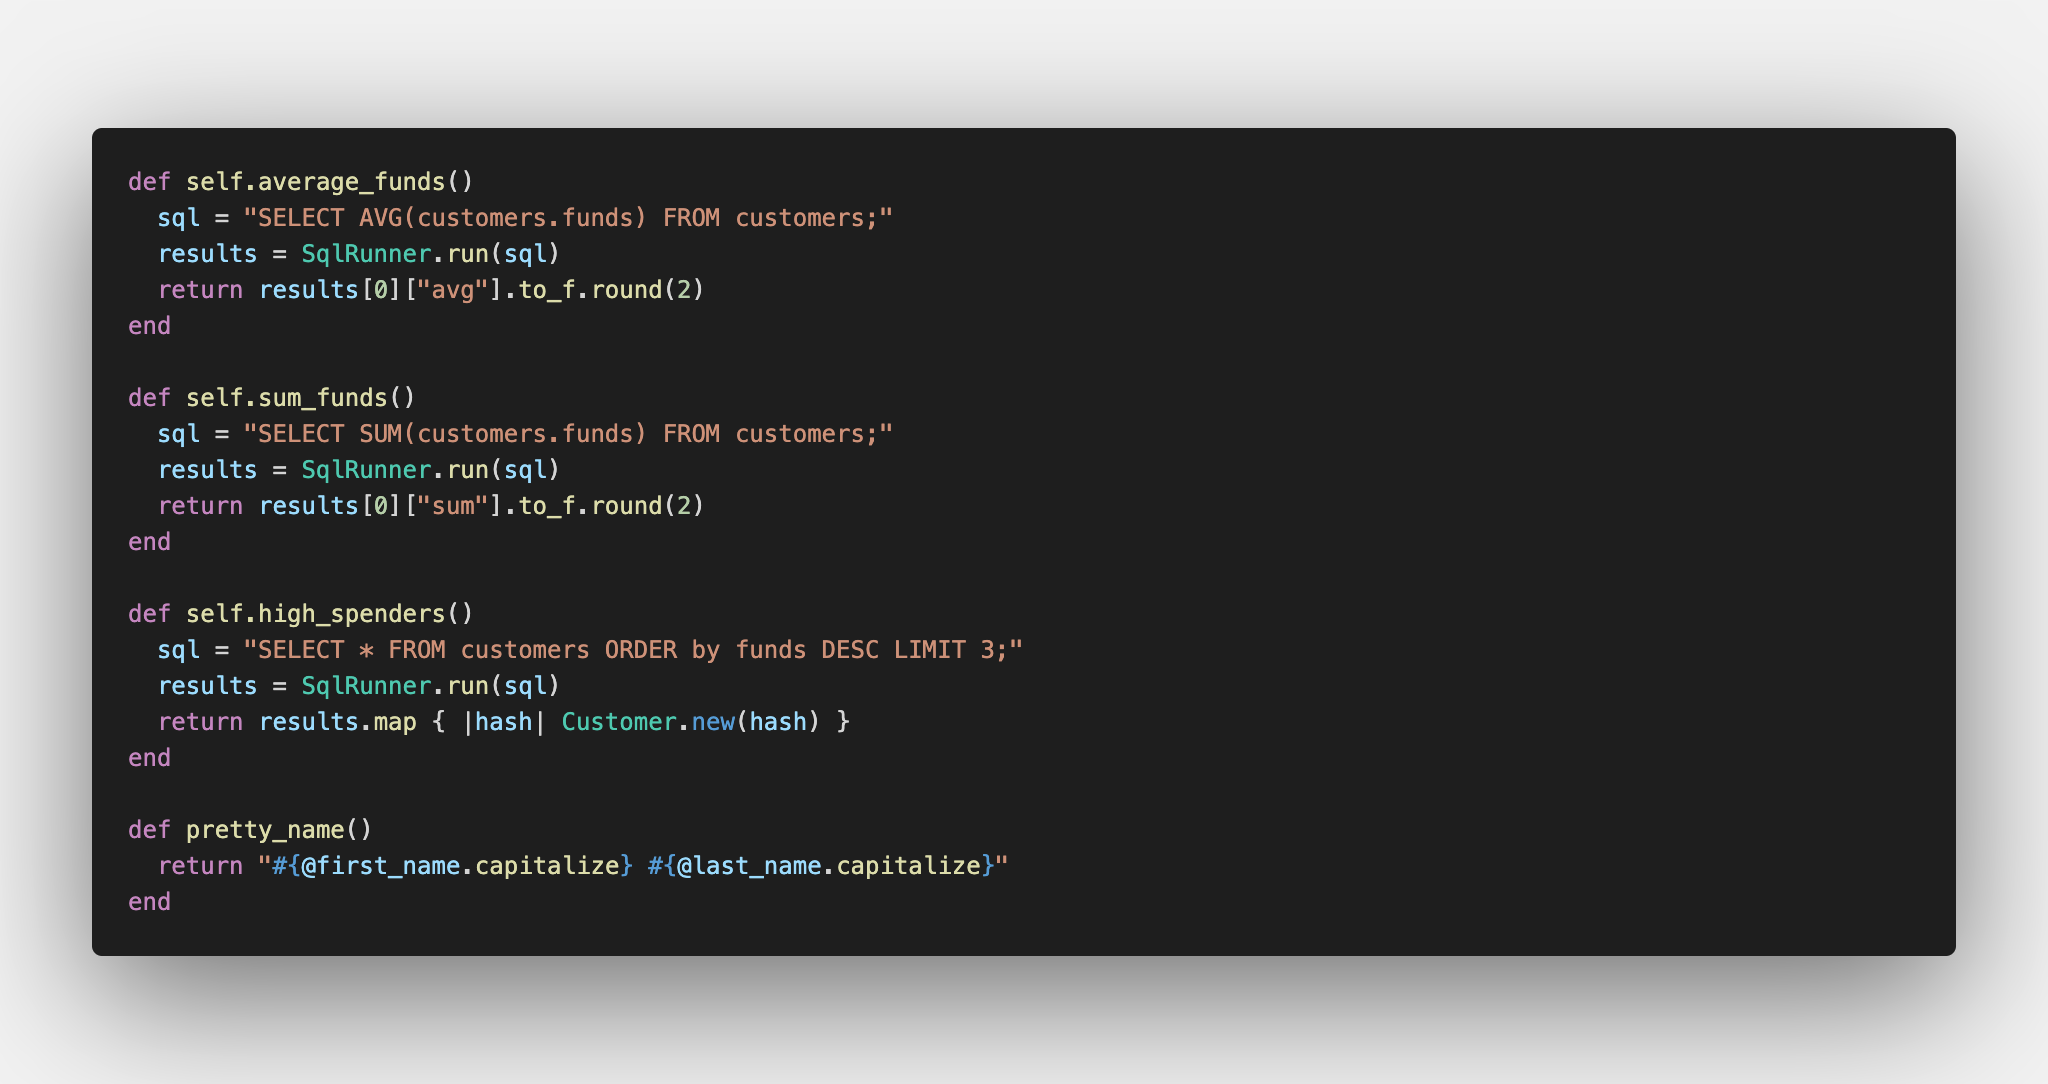 def self.average_funds()
  sql = "SELECT AVG(customers.funds) FROM customers;"
  results = SqlRunner.run(sql)
  return results[0]["avg"].to_f.round(2)
end

def self.sum_funds()
  sql = "SELECT SUM(customers.funds) FROM customers;"
  results = SqlRunner.run(sql)
  return results[0]["sum"].to_f.round(2)
end

def self.high_spenders()
  sql = "SELECT * FROM customers ORDER by funds DESC LIMIT 3;"
  results = SqlRunner.run(sql)
  return results.map { |hash| Customer.new(hash) }
end

def pretty_name()
  return "#{@first_name.capitalize} #{@last_name.capitalize}"
end